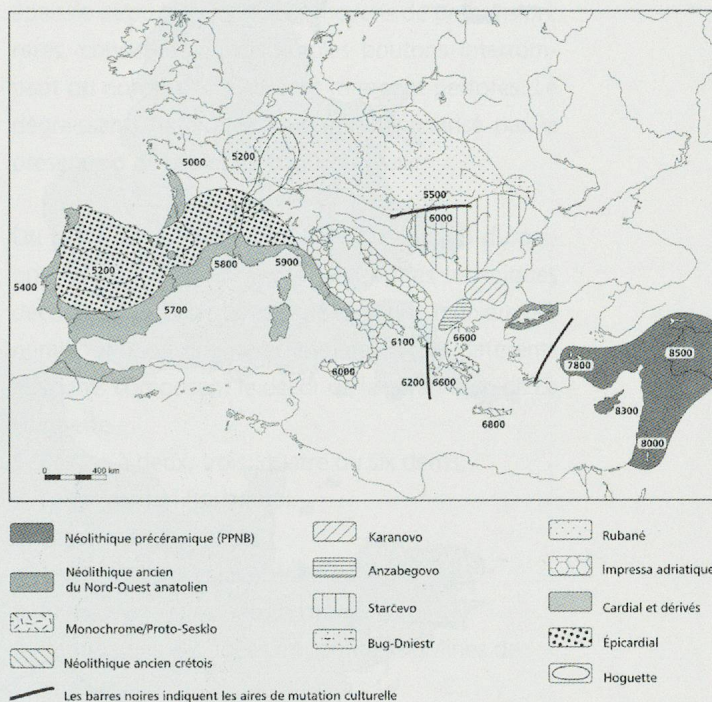 5000
5200
5500
6000
5200
5400
5800
5900
5700
6100
6000
6200
6600
6600
6800
7800
8500
8300
8000
0
400 km
Néolithique précéramique (PPNB)
Néolithique ancien
du Nord-Ouest anatolien
Monochrome/Proto-Sesklo
Néolithique ancien crétois
Les barres noires indiquent les aires de mutation culturelle
Karanovo
Anzabegovo
Starčevo
Bug-Dniestr
Rubané
Impressa adriatique
Cardial et dérivés
Épicardial
Hoguette